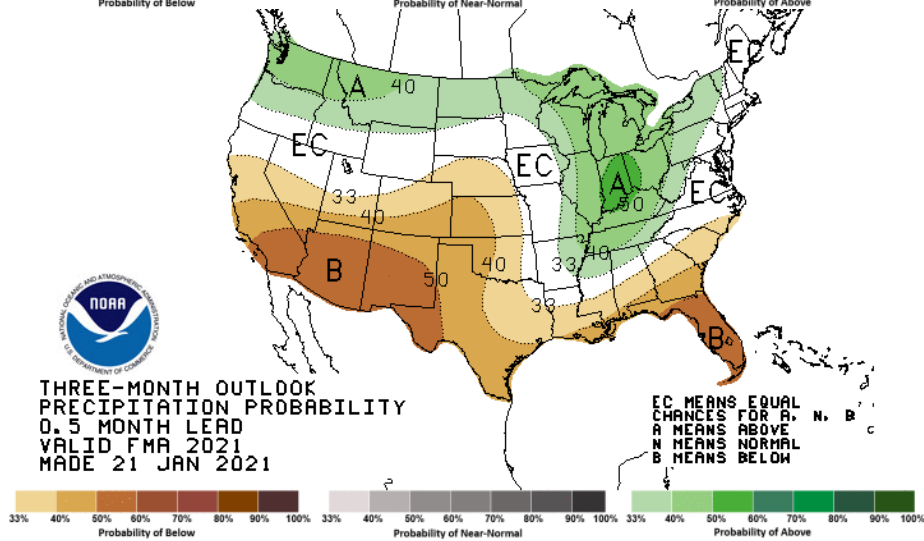 Probability of Below
Probability of Near-Normal
Probability of Above
EC
A
40
EC
EC
A
50
EC
33
40
B
50
40
33
40
33
B
NATIONAL OCEANIC AND ATMOSPHERIC ADMINISTRATION
NOAA
U.S. DEPARTMENT OF COMMERCE
THREE-MONTH OUTLOOK
PRECIPITATION PROBABILITY
0.5 MONTH LEAD
VALID FMA 2021
MADE 21 JAN 2021
EC MEANS EQUAL
CHANCES FOR A, N, B
A MEANS ABOVE
N MEANS NORMAL
B MEANS BELOW
33% 40% 50% 60% 70% 80% 90% 100%
Probability of Below
33% 40% 50% 60% 70% 80% 90% 100%
Probability of Near-Normal
33% 40% 50% 60% 70% 80% 90% 100%
Probability of Above